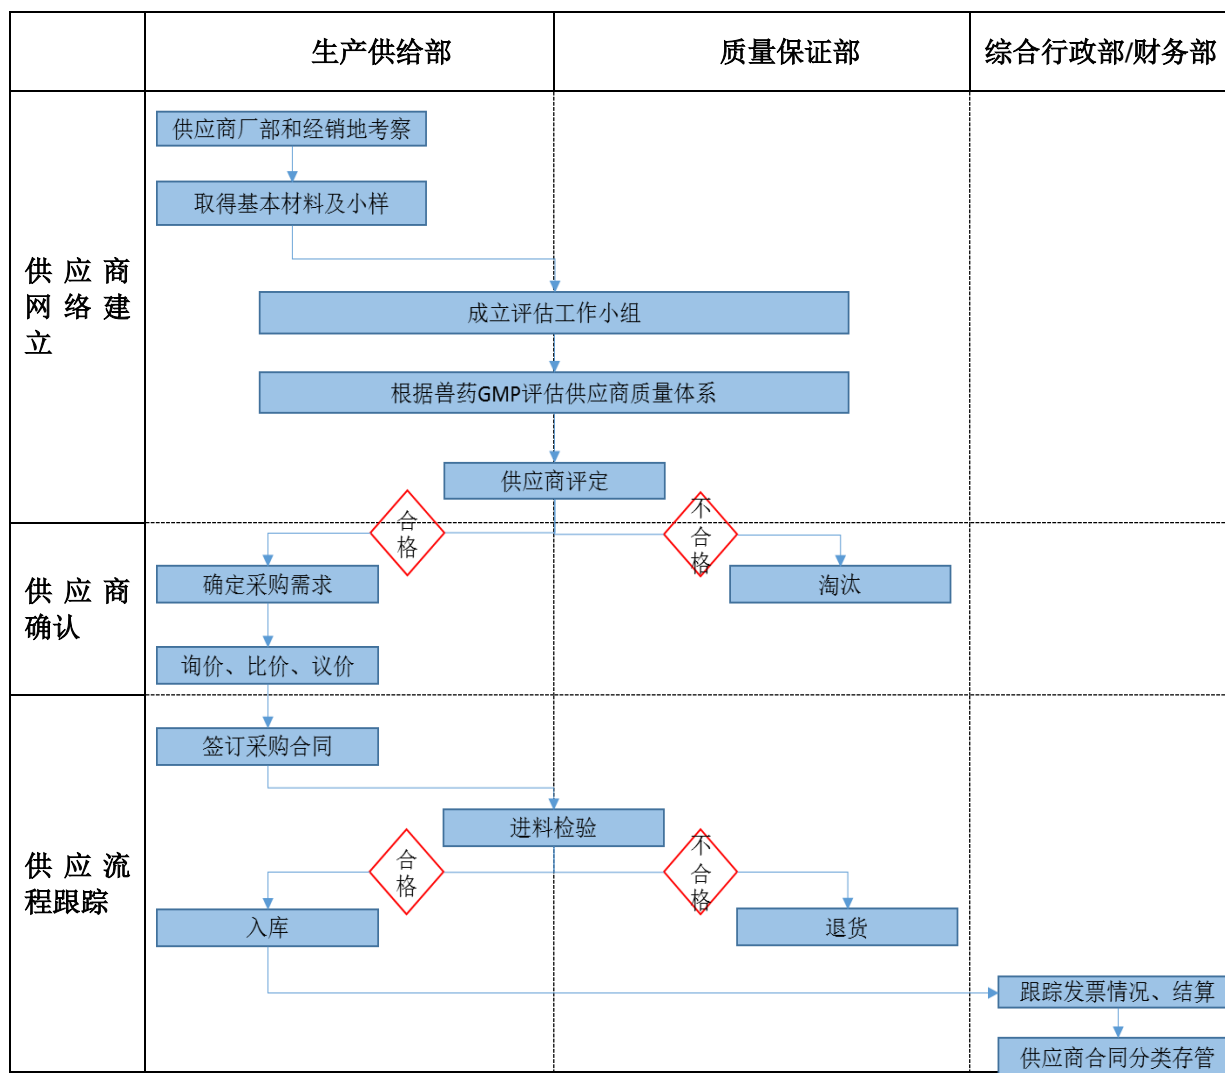 生产供给部
质量保证部
综合行政部/财务部
供应商
网络建
立
供应商厂部和经销地考察
取得基本材料及小样
成立评估工作小组
根据兽药GMP评估供应商质量体系
供应商评定
合
格
不
合
格
供应商
确认
确定采购需求
淘汰
询价、比价、议价
供应流
程跟踪
签订采购合同
进料检验
合
格
不
合
格
入库
退货
跟踪发票情况、结算
供应商合同分类存管